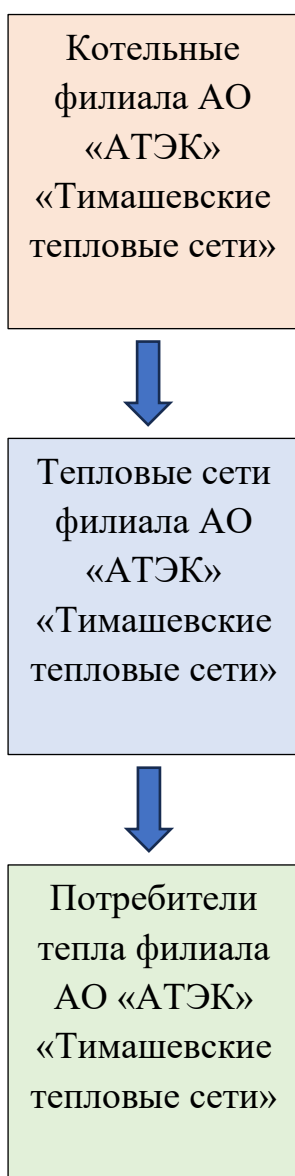 Котельные
филиала АО
«АТЭК»
«Тимашевские
тепловые сети»
Тепловые сети
филиала АО
«АТЭК»
«Тимашевские
тепловые сети»
Потребители
тепла филиала
АО «АТЭК»
«Тимашевские
тепловые сети»